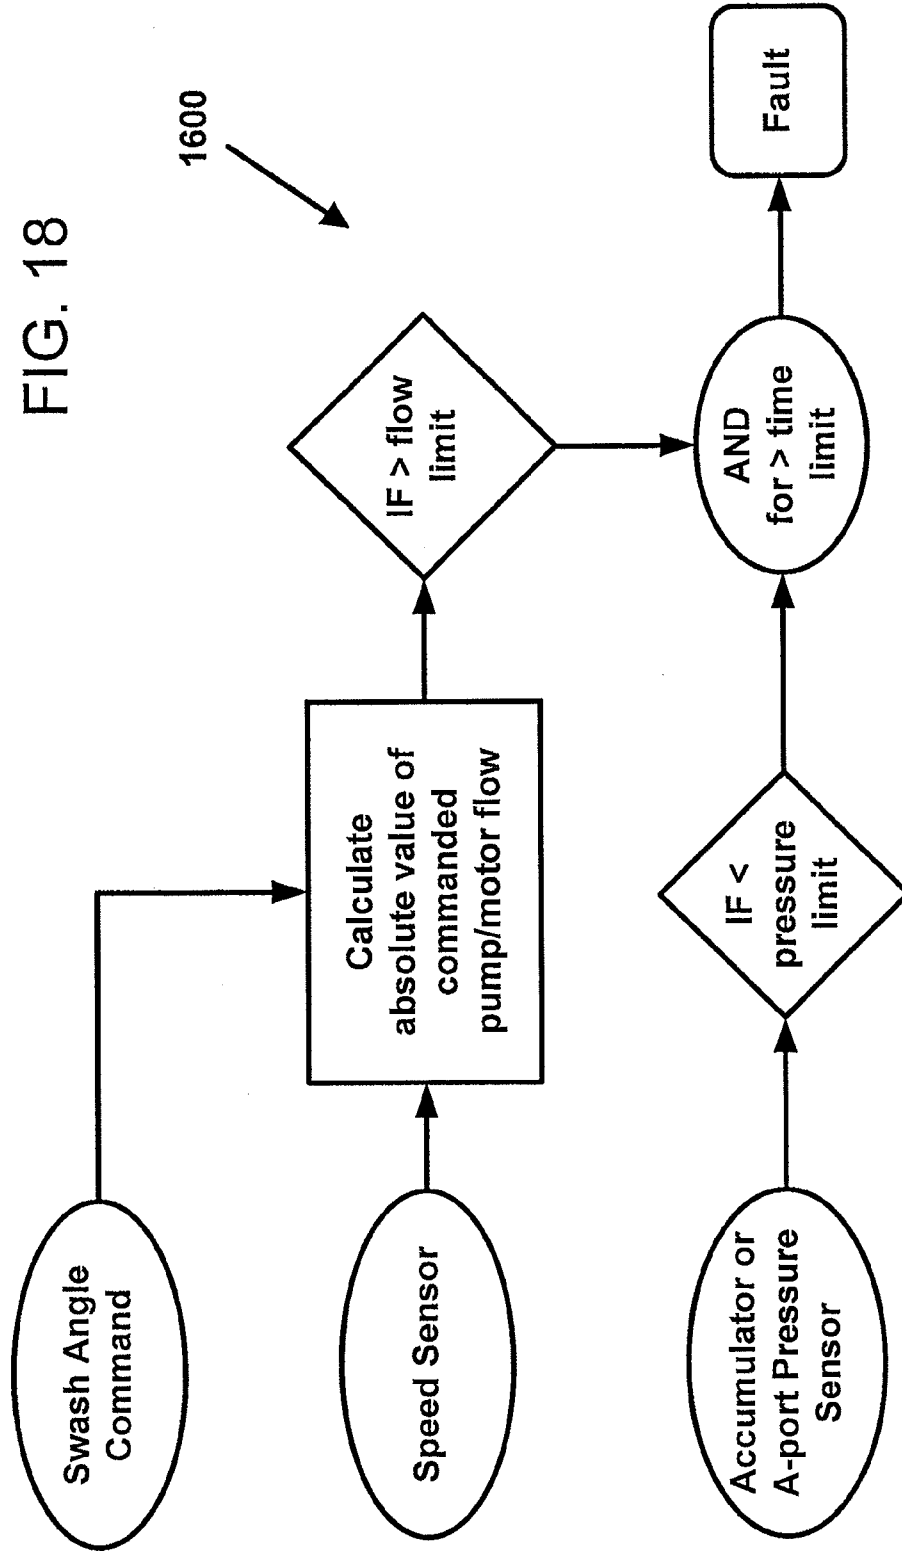 FIG. 18
1600
Swash Angle
Command
Calculate
absolute value of
commanded
pump/motor flow
IF > flow
limit
Speed Sensor
Accumulator or
A-port Pressure
Sensor
IF <
pressure
limit
AND
for > time
limit
Fault